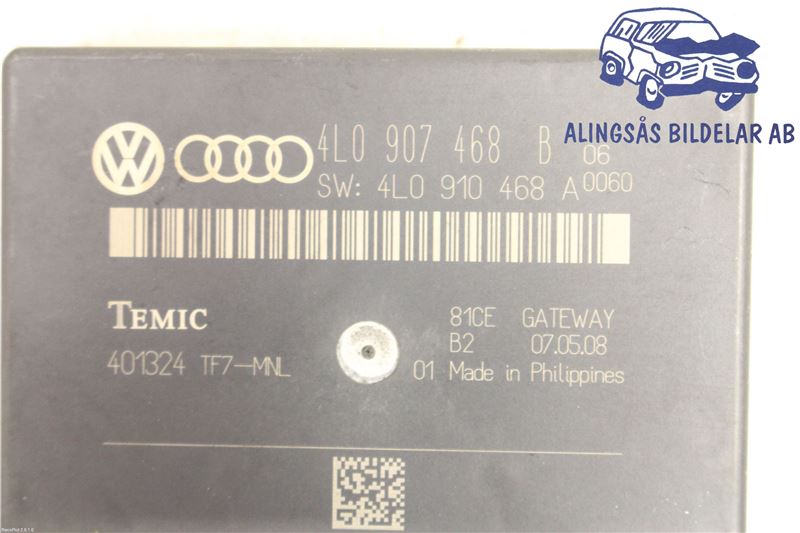 ALINGSÅS BILDELAR AB
4L0 907 468 B 06
SW: 4L0 910 468 A 0060
TEMIC
81CE GATEWAY
B2 07.05.08
401324 TF7-MNL
01 Made in Philippines